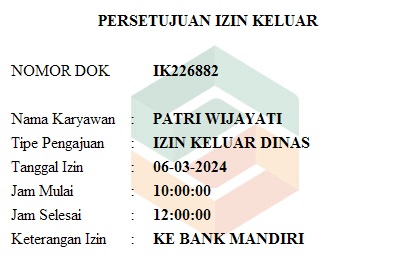 PERSETUJUAN IZIN KELUAR
NOMOR DOK IK226882
Nama Karyawan : PATRI WIJAYATI
Tipe Pengajuan : IZIN KELUAR DINAS
Tanggal Izin : 06-03-2024
Jam Mulai : 10:00:00
Jam Selesai : 12:00:00
Keterangan Izin : KE BANK MANDIRI